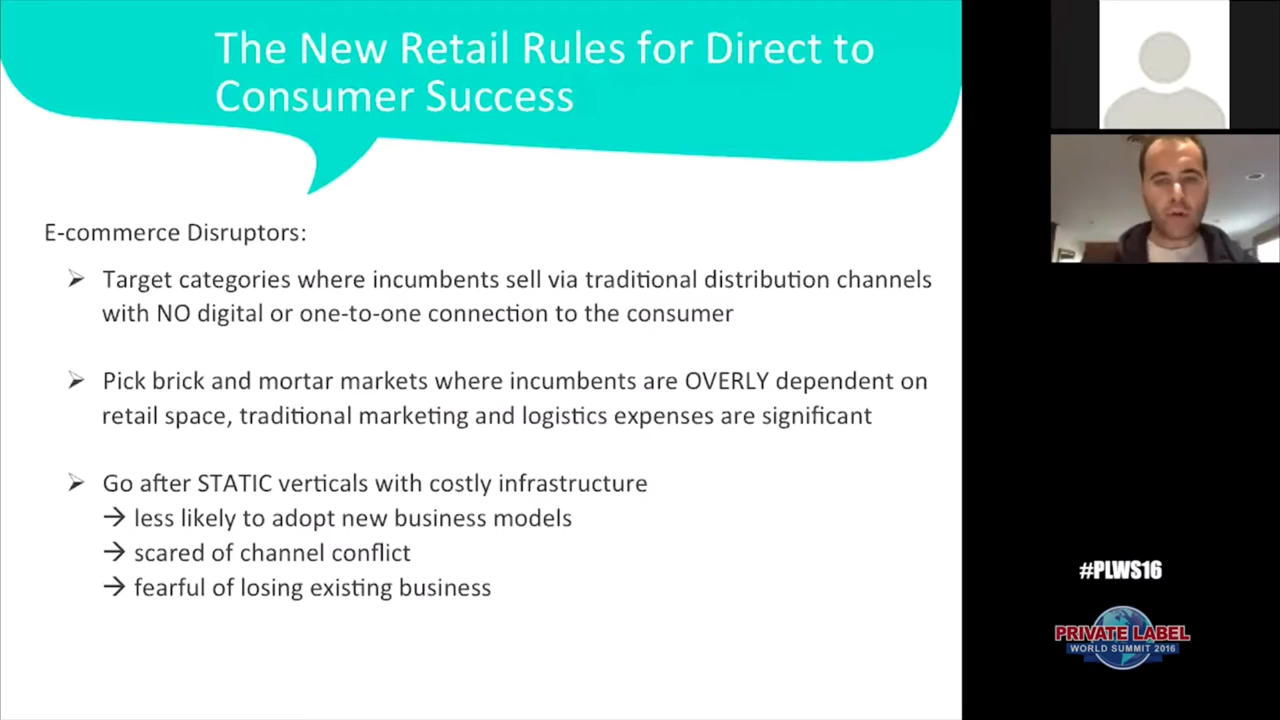 The New Retail Rules for Direct to
Consumer Success
E-commerce Disruptors:
➢ Target categories where incumbents sell via traditional distribution channels
with NO digital or one-to-one connection to the consumer
➢ Pick brick and mortar markets where incumbents are OVERLY dependent on
retail space, traditional marketing and logistics expenses are significant
➢ Go after STATIC verticals with costly infrastructure
→ less likely to adopt new business models
→ scared of channel conflict
→ fearful of losing existing business
#PLWS16
PRIVATE LABEL
WORLD SUMMIT 2016